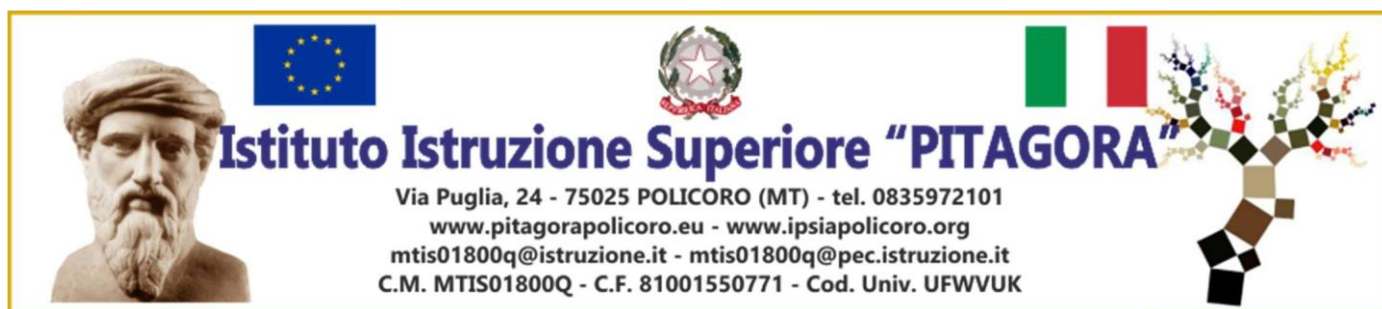 Istituto Istruzione Superiore “PITAGORA”
Via Puglia, 24 - 75025 POLICORO (MT) - tel. 0835972101
www.pitagorapolicoro.eu - www.ipsiapolicoro.org
mtis01800q@istruzione.it - mtis01800q@pec.istruzione.it
C.M. MTIS01800Q - C.F. 81001550771 - Cod. Univ. UFWVUK